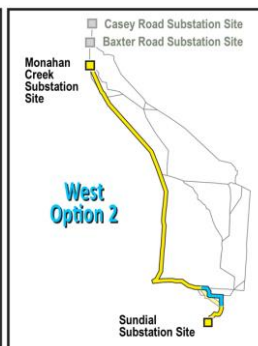 Casey Road Substation Site
Baxter Road Substation Site
Monahan
Creek
Substation
Site
West
Option 2
Sundial
Substation Site